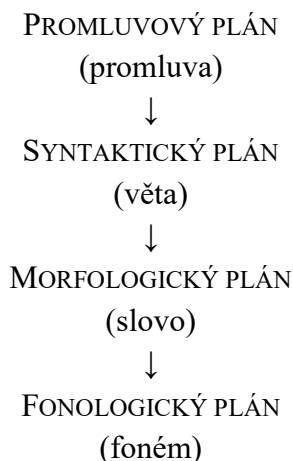 PROMLUVOVÝ PLÁN
(promluva)
↓
SYNTAKTICKÝ PLÁN
(věta)
↓
MORFOLOGICKÝ PLÁN
(slovo)
↓
FONOLOGICKÝ PLÁN
(foném)